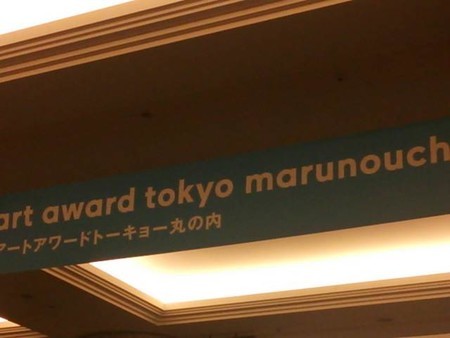 art award tokyo marunouch
アートアワードトーキョー丸の内